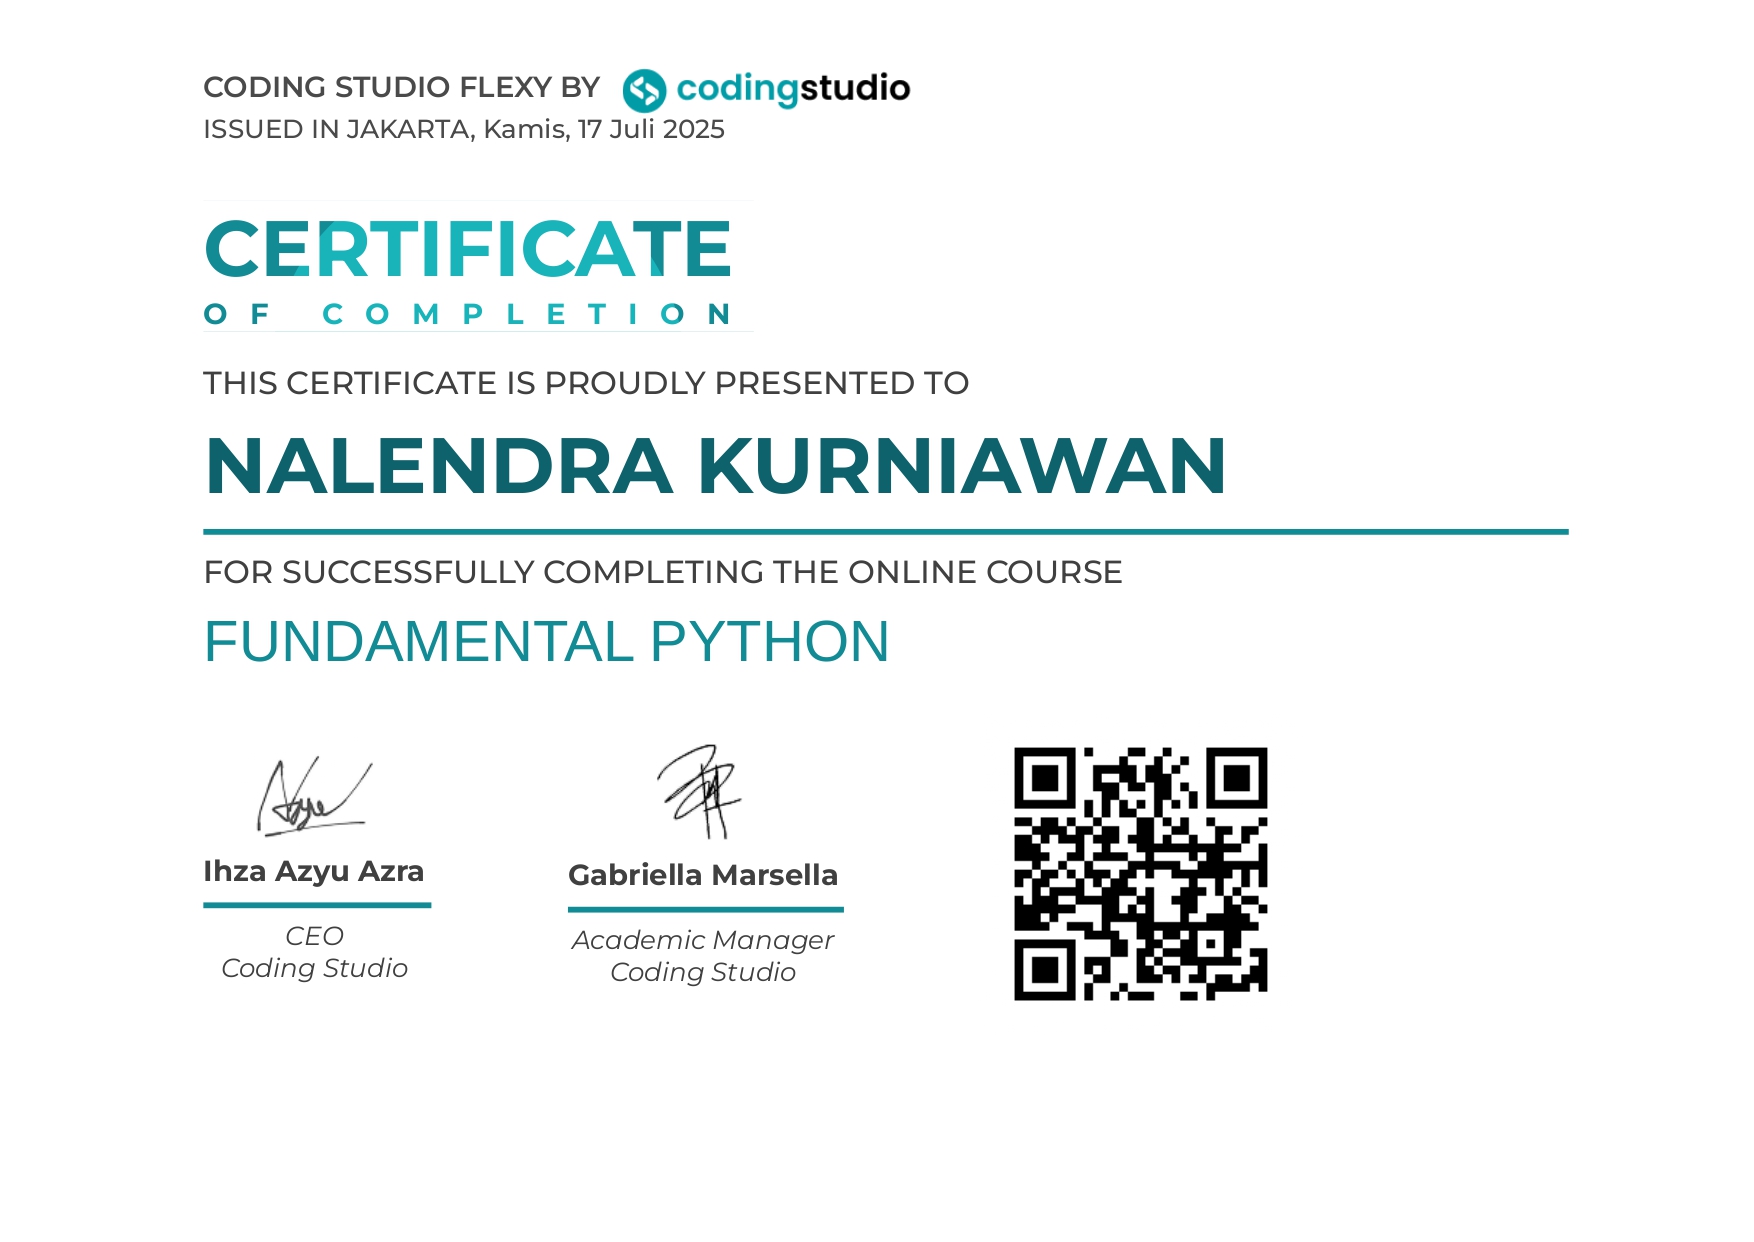 CODING STUDIO FLEXY BY codingstudio
ISSUED IN JAKARTA, Kamis, 17 Juli 2025
CERTIFICATE
OF COMPLETION
THIS CERTIFICATE IS PROUDLY PRESENTED TO
NALENDRA KURNIAWAN
FOR SUCCESSFULLY COMPLETING THE ONLINE COURSE
FUNDAMENTAL PYTHON
Ihza Azyu Azra
CEO
Coding Studio
Gabriella Marsella
Academic Manager
Coding Studio